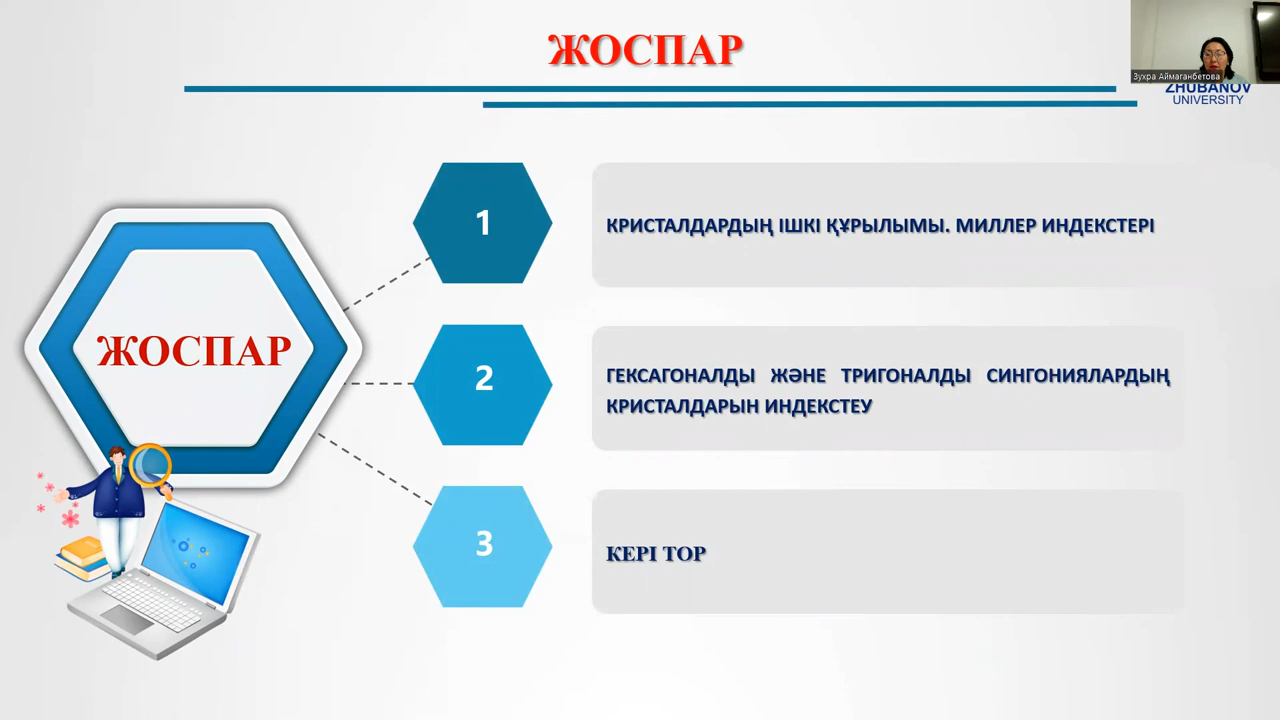 ЖОСПАР
Зухра Аймаганбетова
ZHUBANOV
UNIVERSITY
1
КРИСТАЛДАРДЫҢ ІШКІ ҚҰРЫЛЫМЫ. МИЛЛЕР ИНДЕКСТЕРІ
ЖОСПАР
2
ГЕКСАГОНАЛДЫ ЖӘНЕ ТРИГОНАЛДЫ СИНГОНИЯЛАРДЫҢ
КРИСТАЛДАРЫН ИНДЕКСТЕУ
3
КЕРІ ТОР